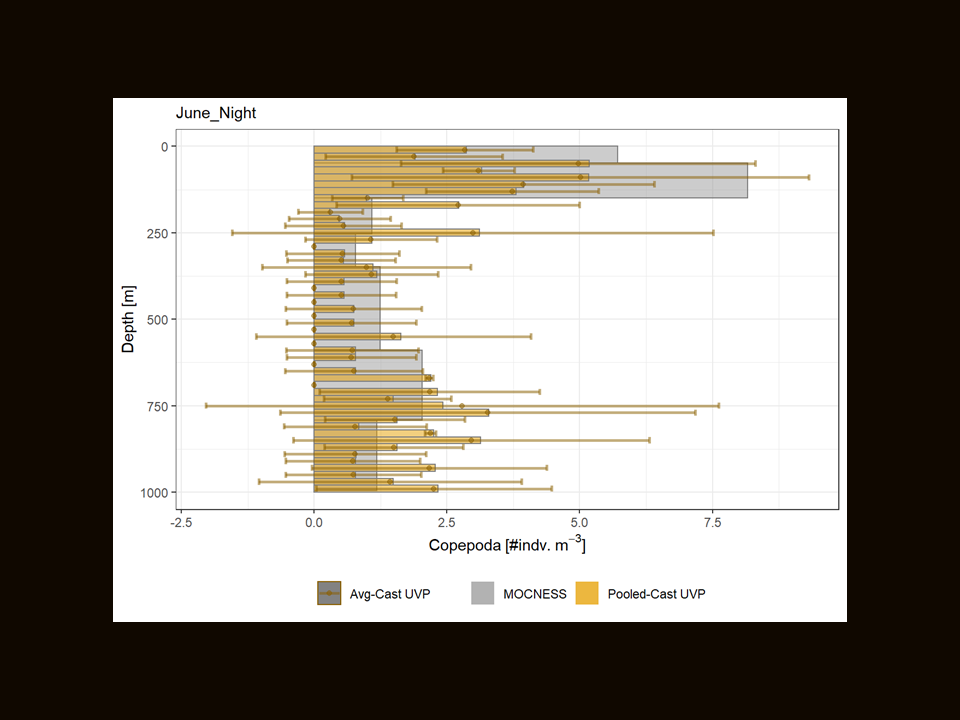 June_Night
0
250
500
750
1000
Depth [m]
-2.5 0.0 2.5 5.0 7.5
Copepoda [#indv. m⁻³]
Avg-Cast UVP MOCNESS Pooled-Cast UVP